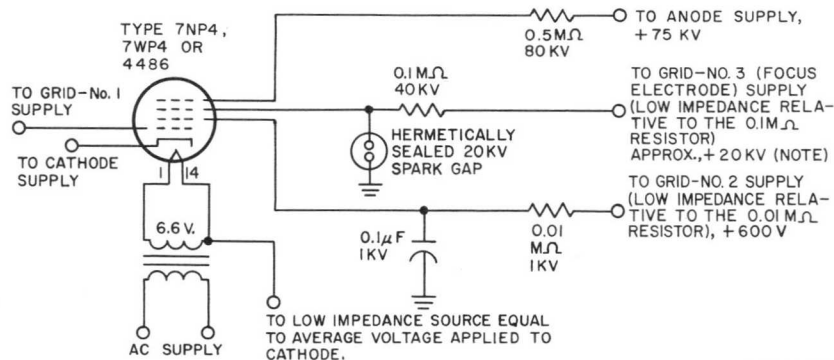 TYPE 7NP4,
7WP4 OR
4486
TO GRID-No. 1
SUPPLY
TO CATHODE
SUPPLY
1 14
6.6 V.
AC SUPPLY
0.5MΩ
80 KV
TO ANODE SUPPLY,
+75 KV
0.1MΩ
40KV
TO GRID-NO. 3 (FOCUS
ELECTRODE) SUPPLY
(LOW IMPEDANCE RELA-
TIVE TO THE 0.1MΩ
RESISTOR)
APPROX.,+20KV (NOTE)
HERMETICALLY
SEALED 20KV
SPARK GAP
TO GRID-NO. 2 SUPPLY
(LOW IMPEDANCE RELA-
TIVE TO THE 0.01 MΩ
RESISTOR), +600V
0.1μF
1KV
0.01
MΩ
1KV
TO LOW IMPEDANCE SOURCE EQUAL
TO AVERAGE VOLTAGE APPLIED TO
CATHODE.